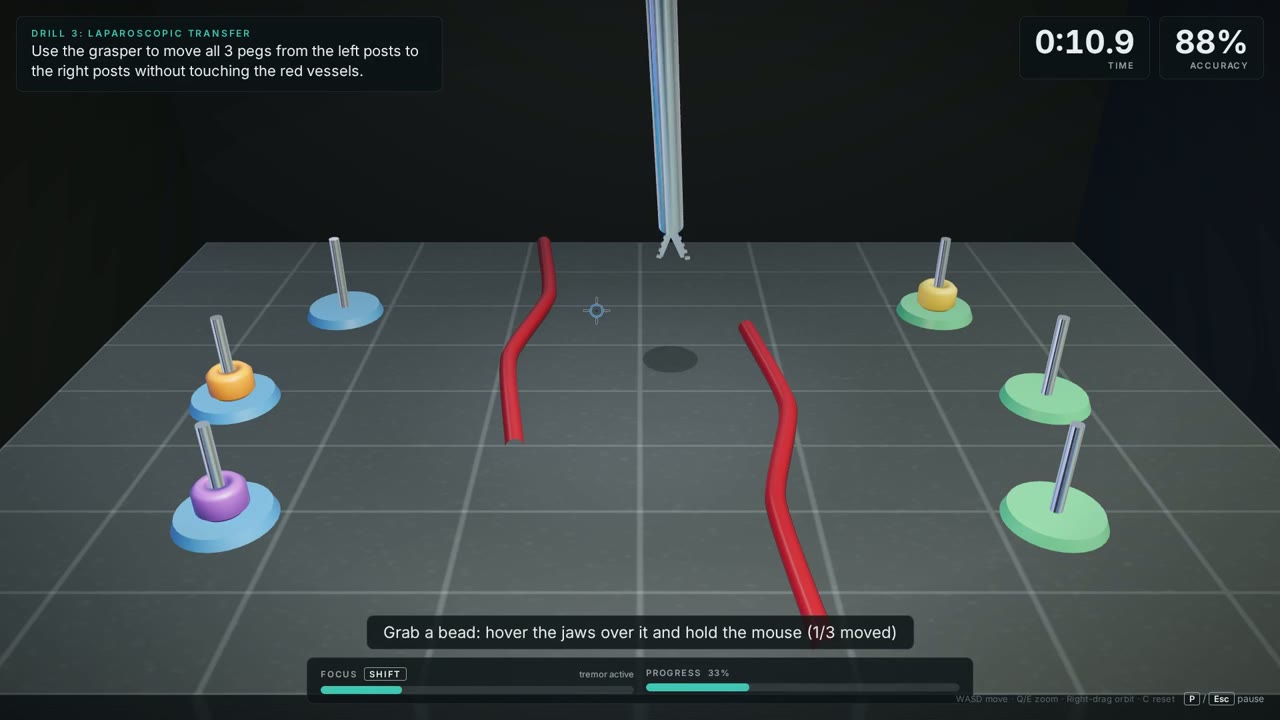 DRILL 3: LAPAROSCOPIC TRANSFER
Use the grasper to move all 3 pegs from the left posts to
the right posts without touching the red vessels.
0:10.9
TIME
88%
ACCURACY
Grab a bead: hover the jaws over it and hold the mouse (1/3 moved)
FOCUS SHIFT
tremor active
PROGRESS 33%
WASD move · Q/E zoom · Right-drag orbit · C reset P / Esc pause